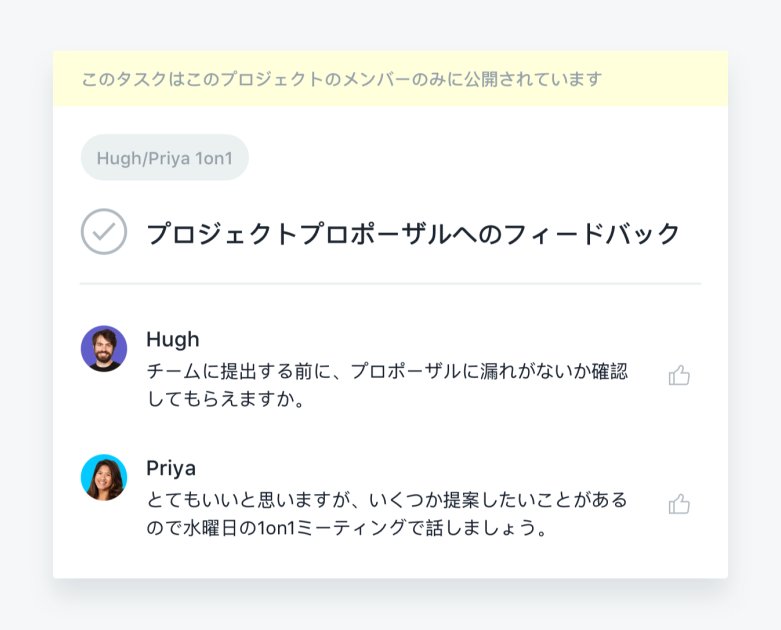 このタスクはこのプロジェクトのメンバーのみに公開されています
Hugh/Priya 1on1
プロジェクトプロポーザルへのフィードバック
Hugh
チームに提出する前に、プロポーザルに漏れがないか確認
してもらえますか。
Priya
とてもいいと思いますが、いくつか提案したいことがある
ので水曜日の1on1ミーティングで話しましょう。